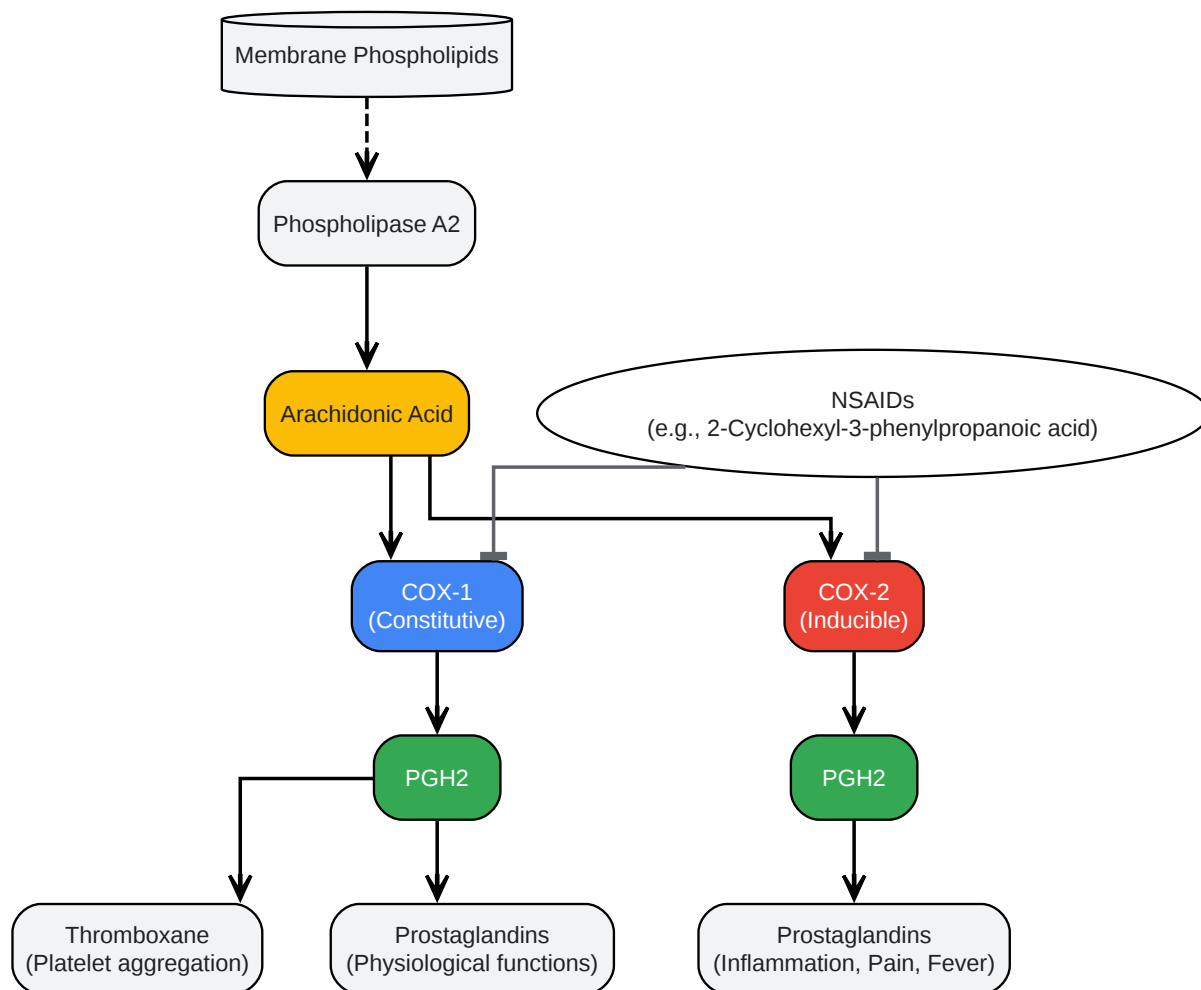 Membrane Phospholipids
Phospholipase A2
Arachidonic Acid
NSAIDs
(e.g., 2-Cyclohexyl-3-phenylpropanoic acid)
COX-1
(Constitutive)
COX-2
(Inducible)
PGH2
PGH2
Thromboxane
(Platelet aggregation)
Prostaglandins
(Physiological functions)
Prostaglandins
(Inflammation, Pain, Fever)